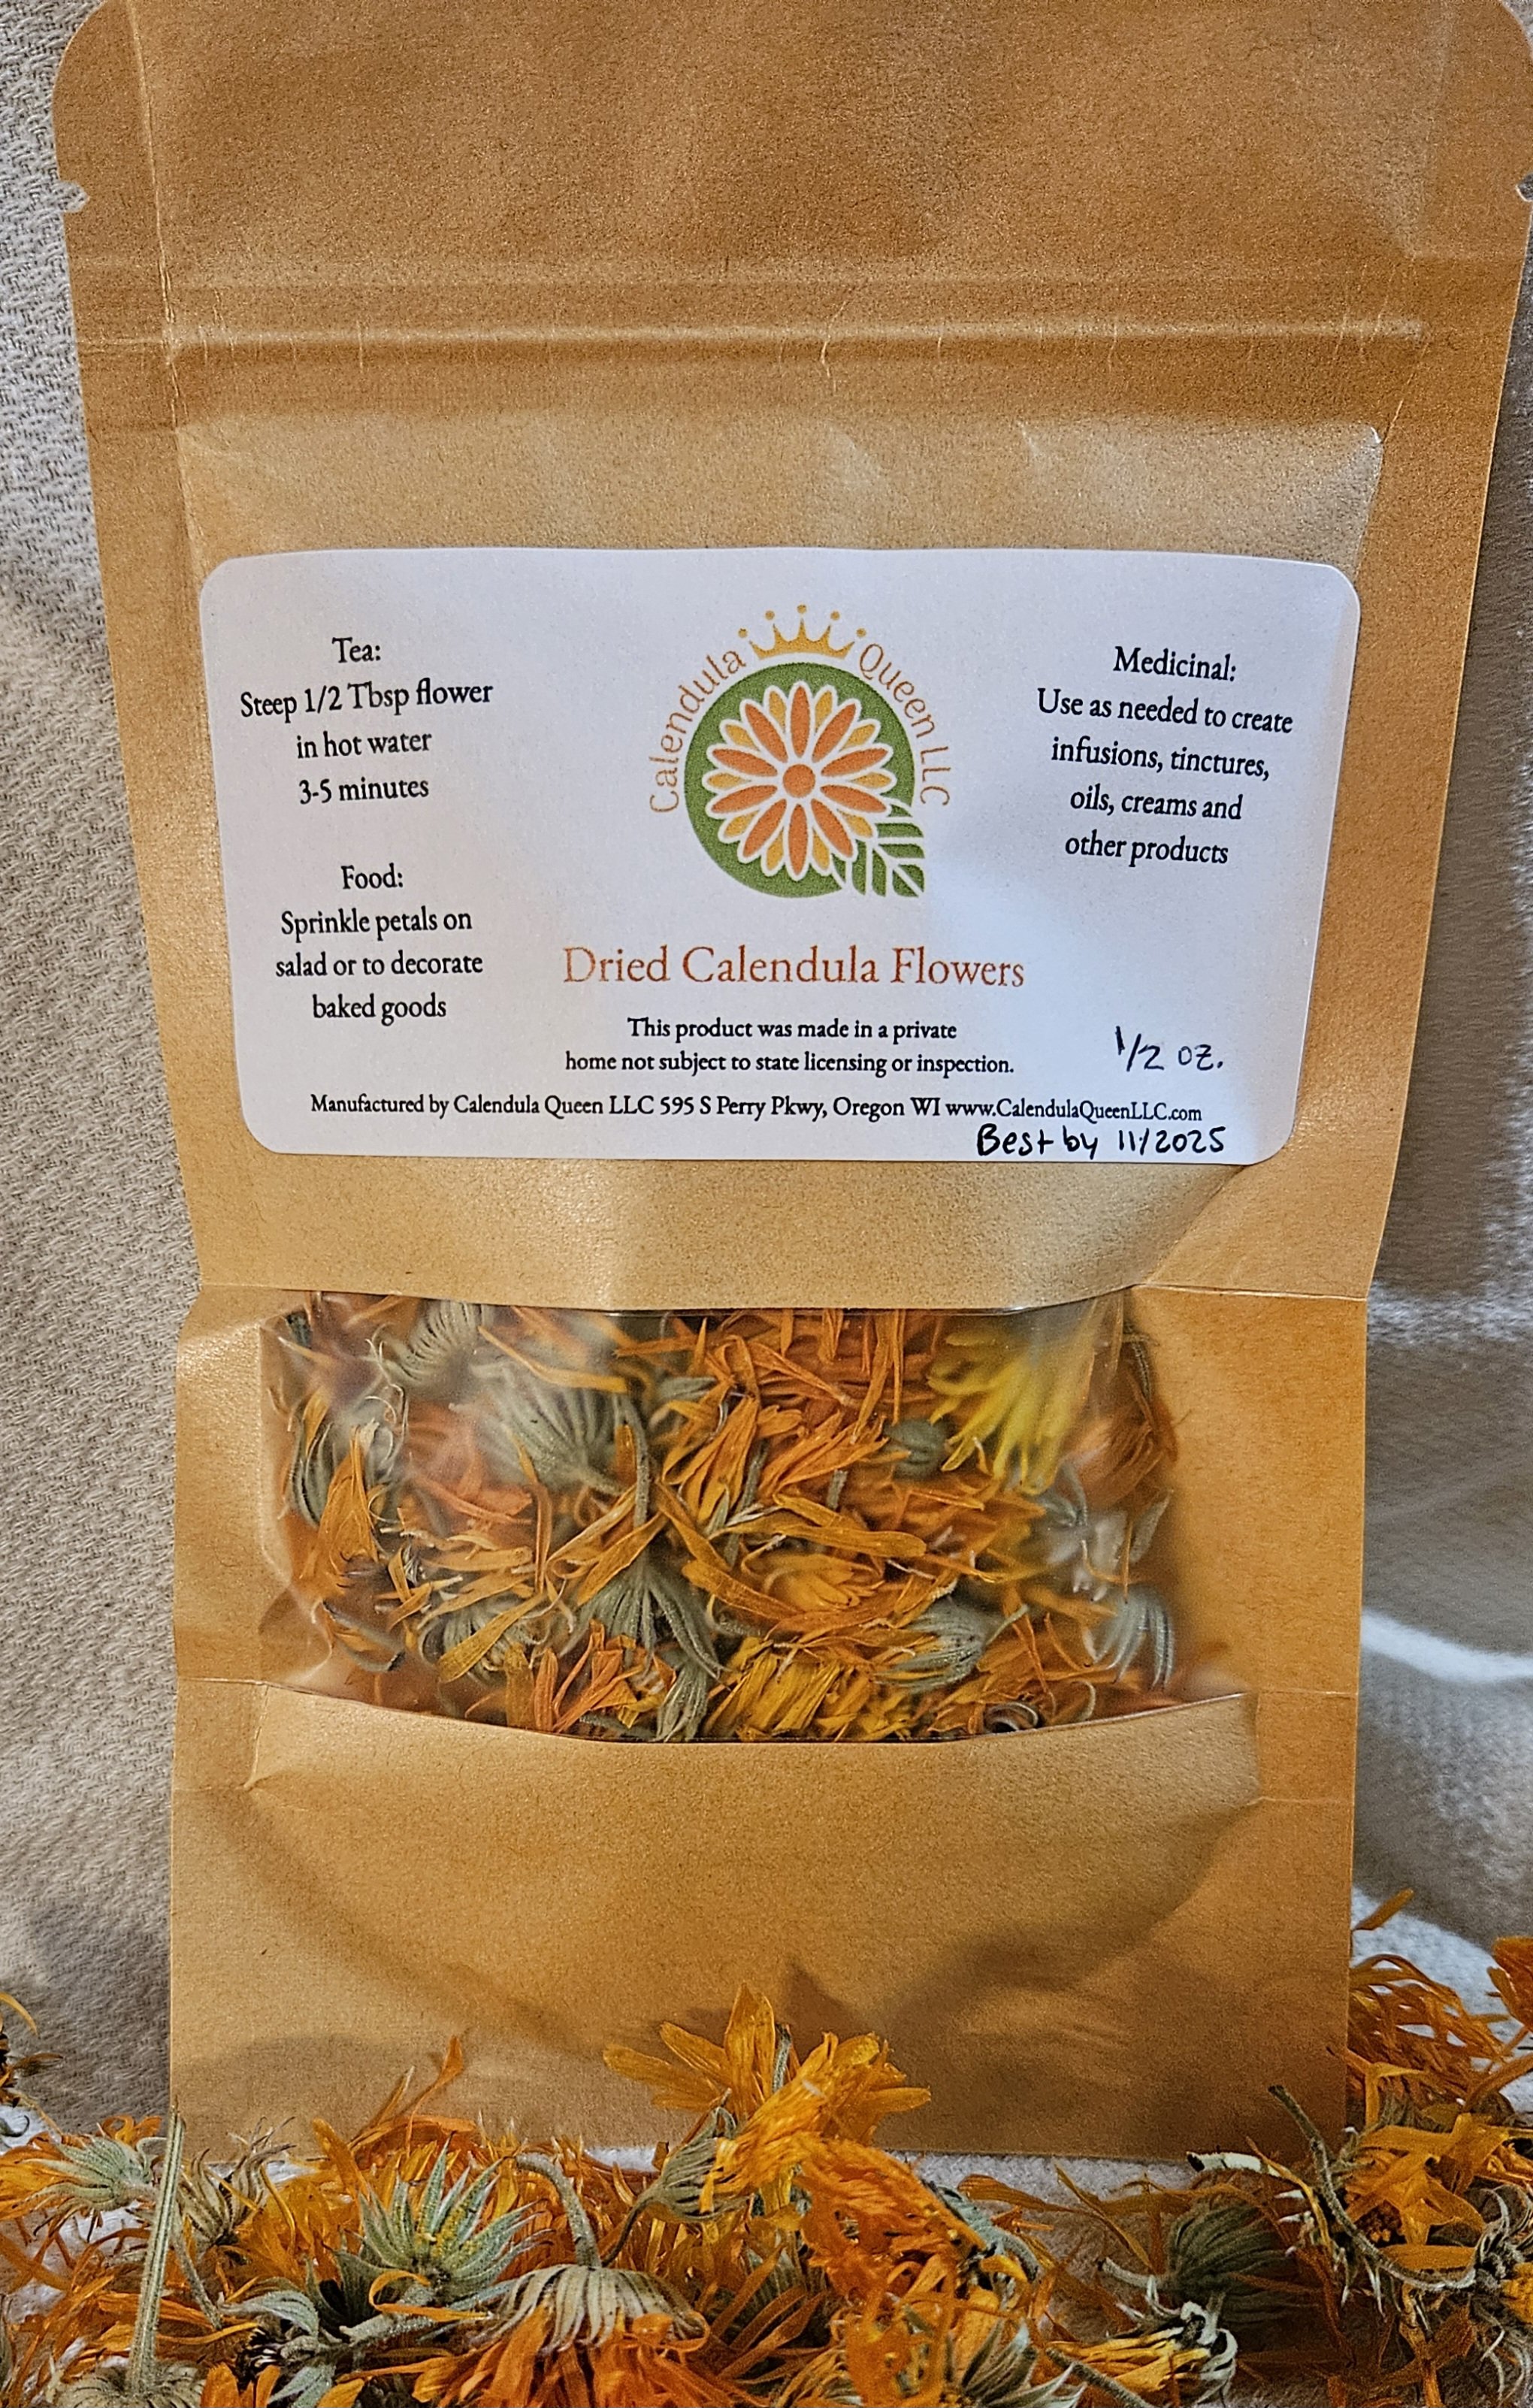 Tea:
Steep 1/2 Tbsp flower
in hot water
3-5 minutes
Food:
Sprinkle petals on
salad or to decorate
baked goods
Calendula Queen LLC
Dried Calendula Flowers
This product was made in a private
home not subject to state licensing or inspection.
Medicinal:
Use as needed to create
infusions, tinctures,
oils, creams and
other products
1/2 oz.
Manufactured by Calendula Queen LLC 595 S Perry Pkwy, Oregon WI www.CalendulaQueenLLC.com
Best by 11/2025